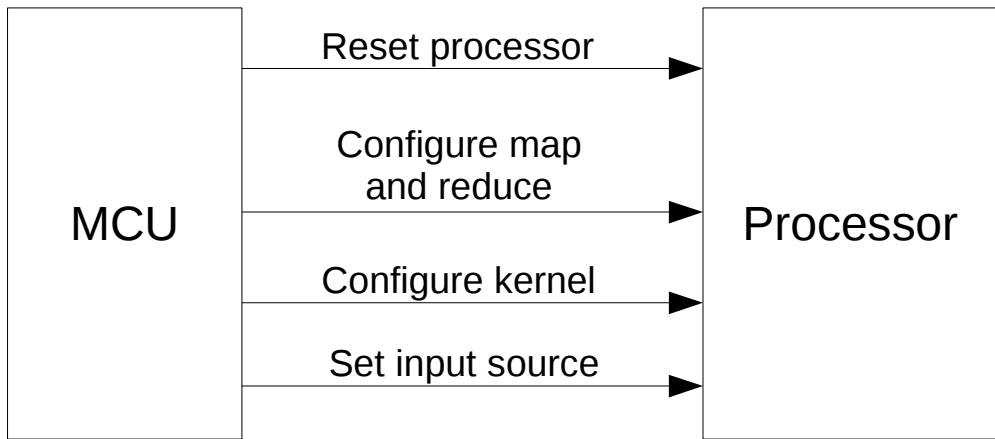 Reset processor
Configure map
and reduce
MCU
Processor
Configure kernel
Set input source